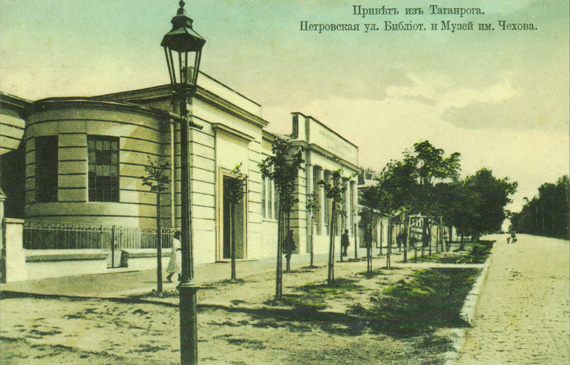 Привѣтъ изъ Таганрога.
Петровская ул. Библіот. и Музей им. Чехова.